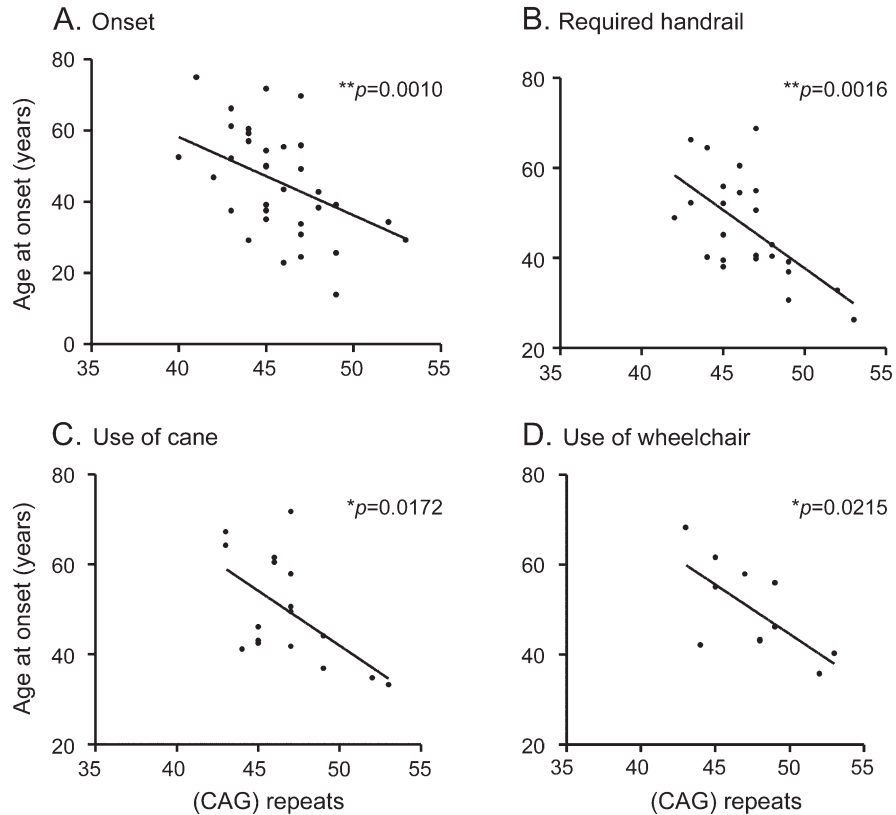 A. Onset
Age at onset (years)
80
60
40
20
0
35 40 45 50 55
**p=0.0010
B. Required handrail
80
60
40
20
35 40 45 50 55
**p=0.0016
C. Use of cane
Age at onset (years)
80
60
40
20
35 40 45 50 55
(CAG) repeats
*p=0.0172
D. Use of wheelchair
80
60
40
20
35 40 45 50 55
(CAG) repeats
*p=0.0215